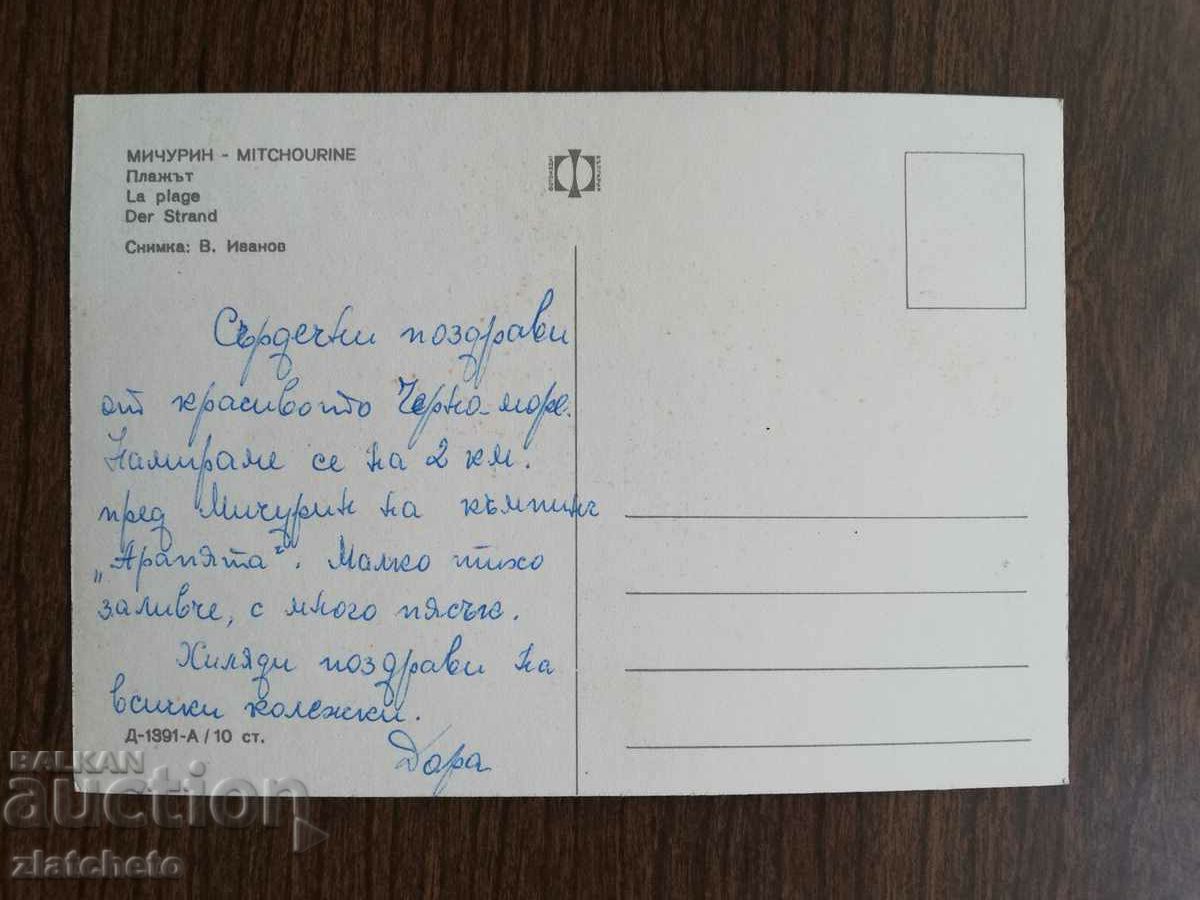 МИЧУРИН - MITCHOURINE
Плажът
La plage
Der Strand
Снимка: В. Иванов
Сърдечни поздрави
от красивото Черно море.
Намираме се на 2 км.
пред Мичурин на къмпинг
„Арапята". Малко тихо
заливче, с много пясък.
Хиляди поздрави на
всички колежки.
Дора
Д-1391-А / 10 ст.
BALKAN
auction
zlatcheto